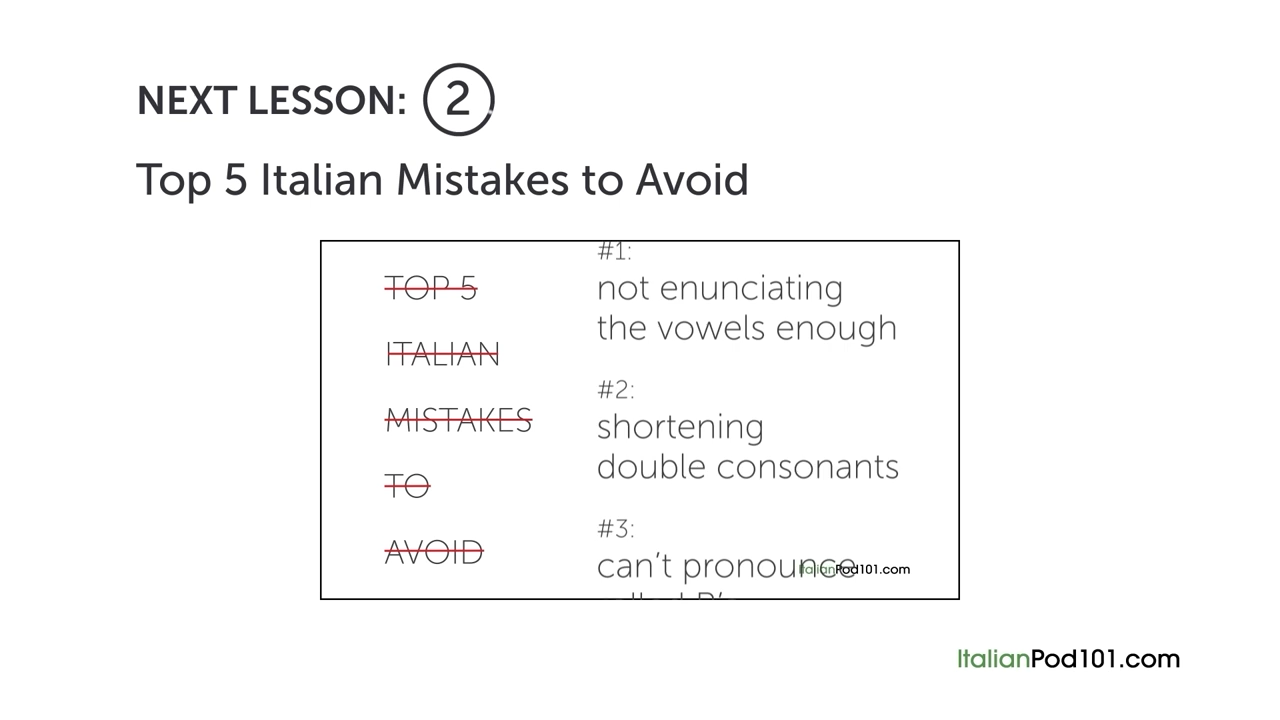 NEXT LESSON: 2
Top 5 Italian Mistakes to Avoid
TOP 5
ITALIAN
MISTAKES
TO
AVOID
#1:
not enunciating
the vowels enough
#2:
shortening
double consonants
#3:
can't pronounce
ItalianPod101.com
ItalianPod101.com